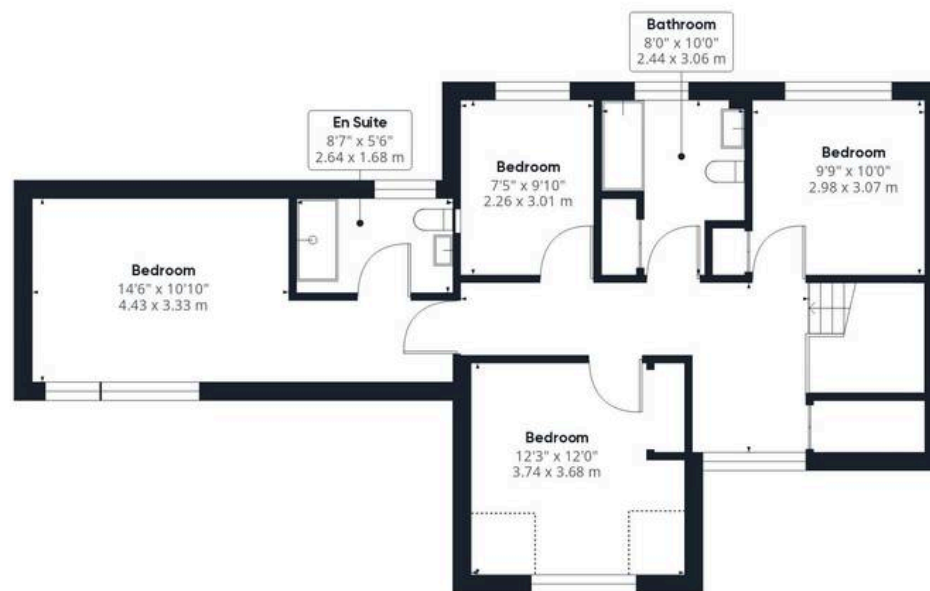 Bathroom
8'0" x 10'0"
2.44 x 3.06 m
En Suite
8'7" x 5'6"
2.64 x 1.68 m
Bedroom
7'5" x 9'10"
2.26 x 3.01 m
Bedroom
9'9" x 10'0"
2.98 x 3.07 m
Bedroom
14'6" x 10'10"
4.43 x 3.33 m
Bedroom
12'3" x 12'0"
3.74 x 3.68 m